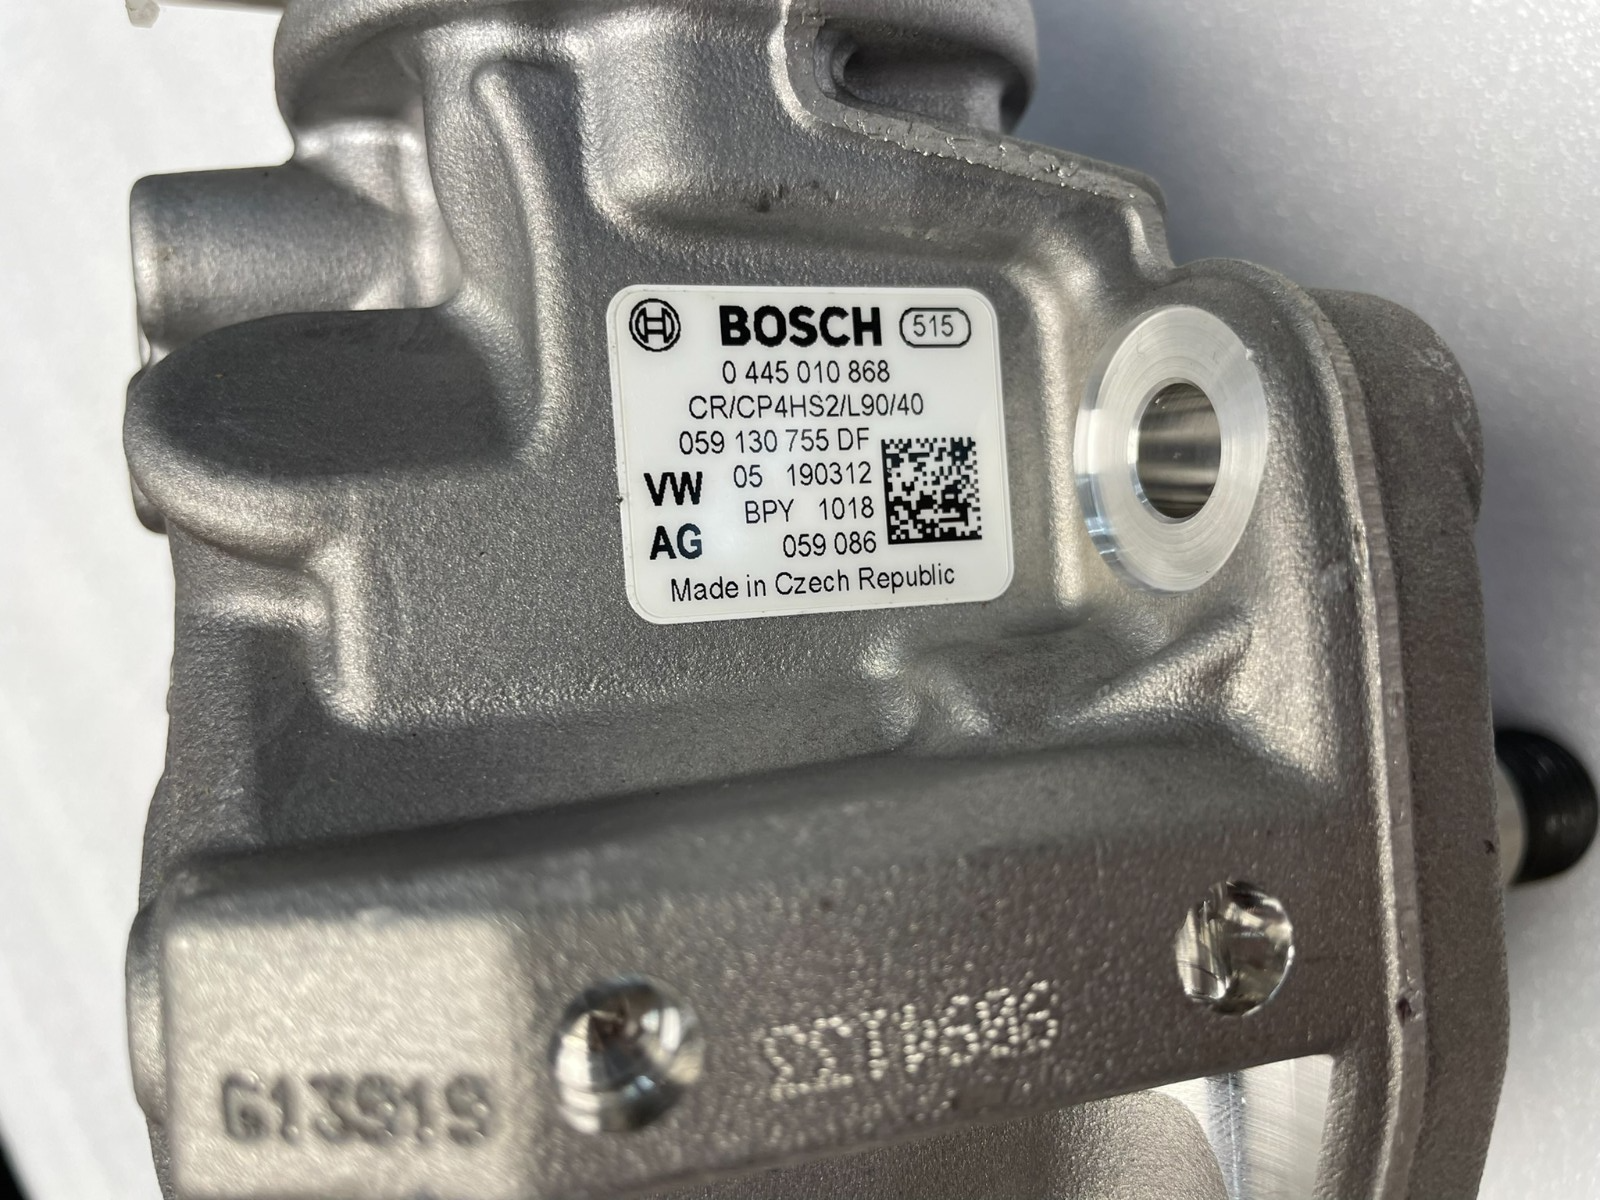 BOSCH 515
0 445 010 868
CR/CP4HS2/L90/40
059 130 755 DF
VW 05 190312
BPY 1018
AG 059 086
Made in Czech Republic
G13919